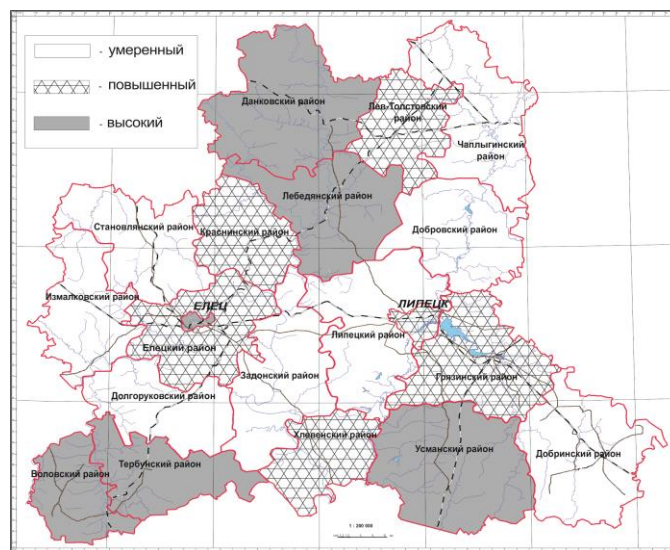 - умеренный
- повышенный
- высокий
Данковский район
Лев-Толстовский
район
Чаплыгинский
район
Лебедянский район
Становлянский район
Краснинский район
Добровский район
Измалковский район
ЕЛЕЦ
ЛИПЕЦК
Елецкий район
Липецкий район
Задонский район
Грязинский район
Долгоруковский район
Хлевенский район
Воловский район
Тербунский район
Усманский район
Добринский район
1 : 200 000